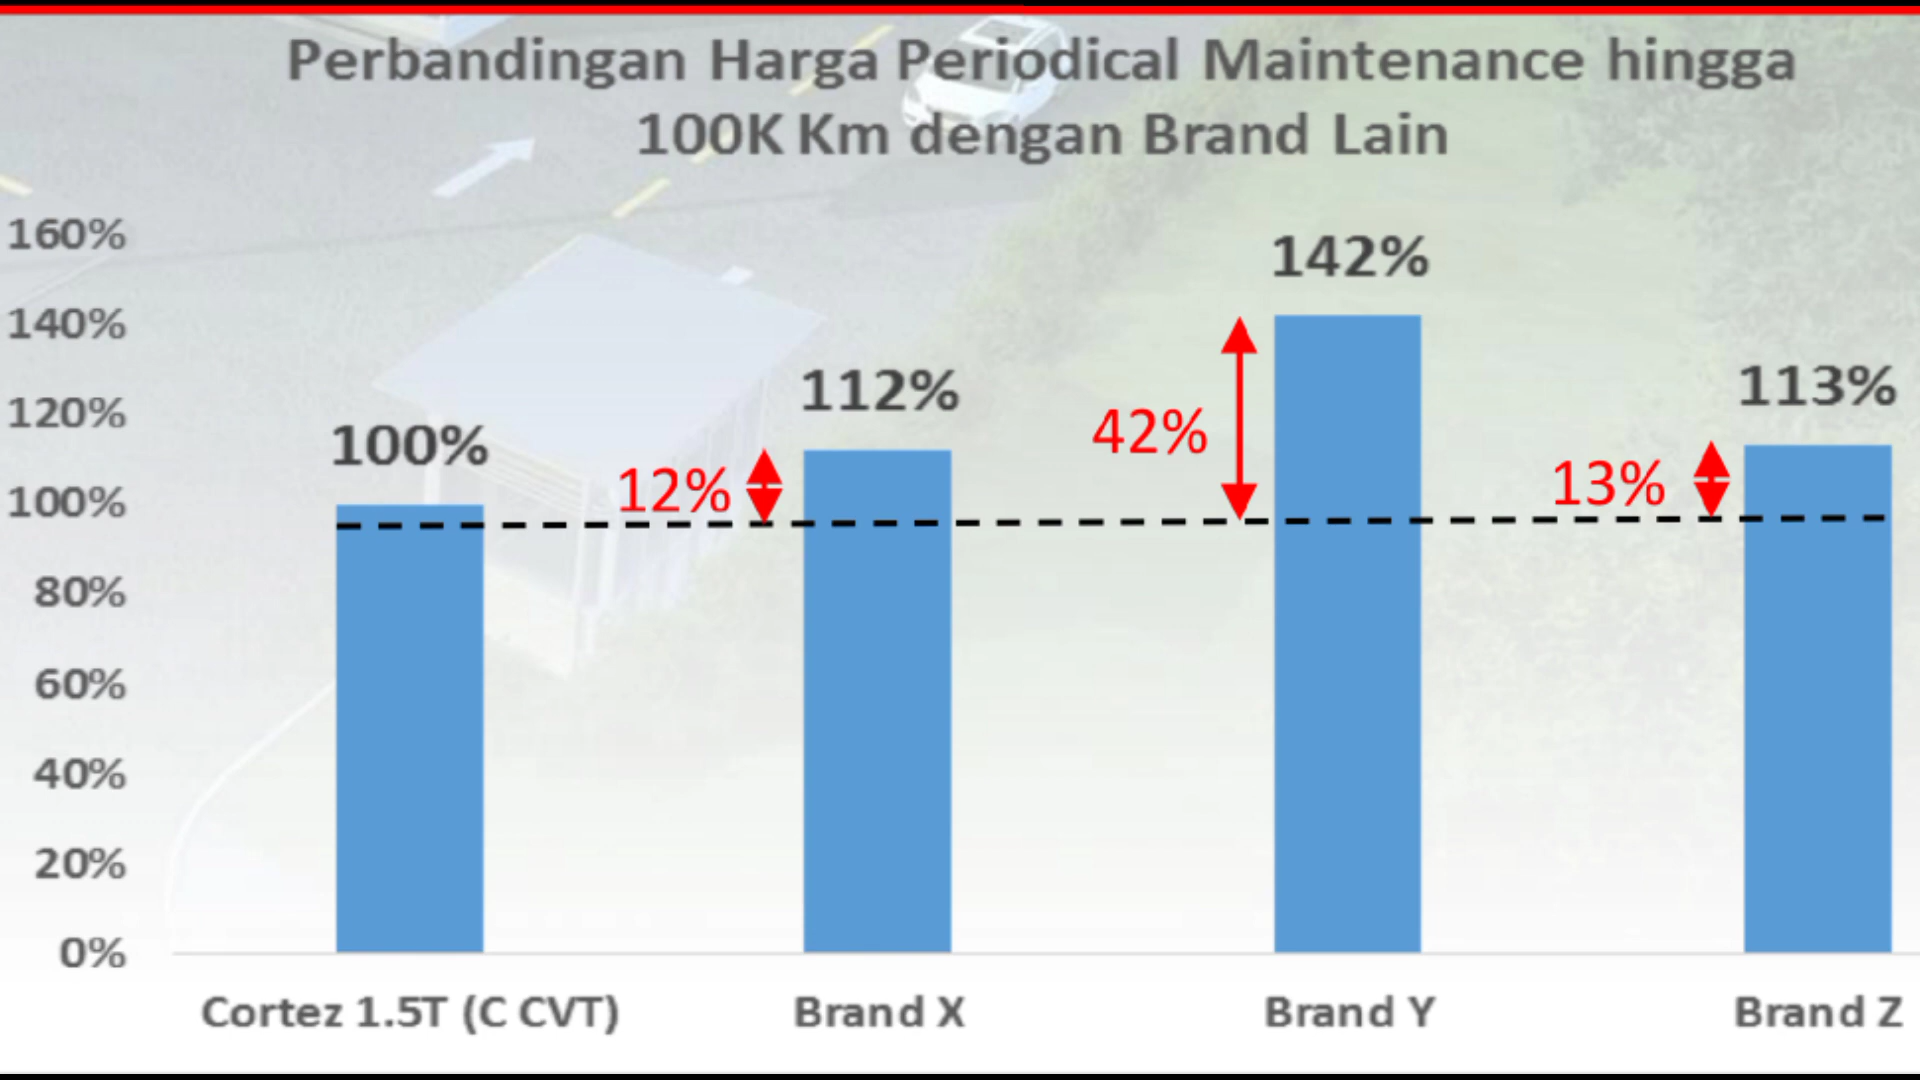 Perbandingan Harga Periodical Maintenance hingga
100K Km dengan Brand Lain
160%
140%
120%
100%
80%
60%
40%
20%
0%
100%
12%
112%
42%
142%
13%
113%
Cortez 1.5T (C CVT)
Brand X
Brand Y
Brand Z